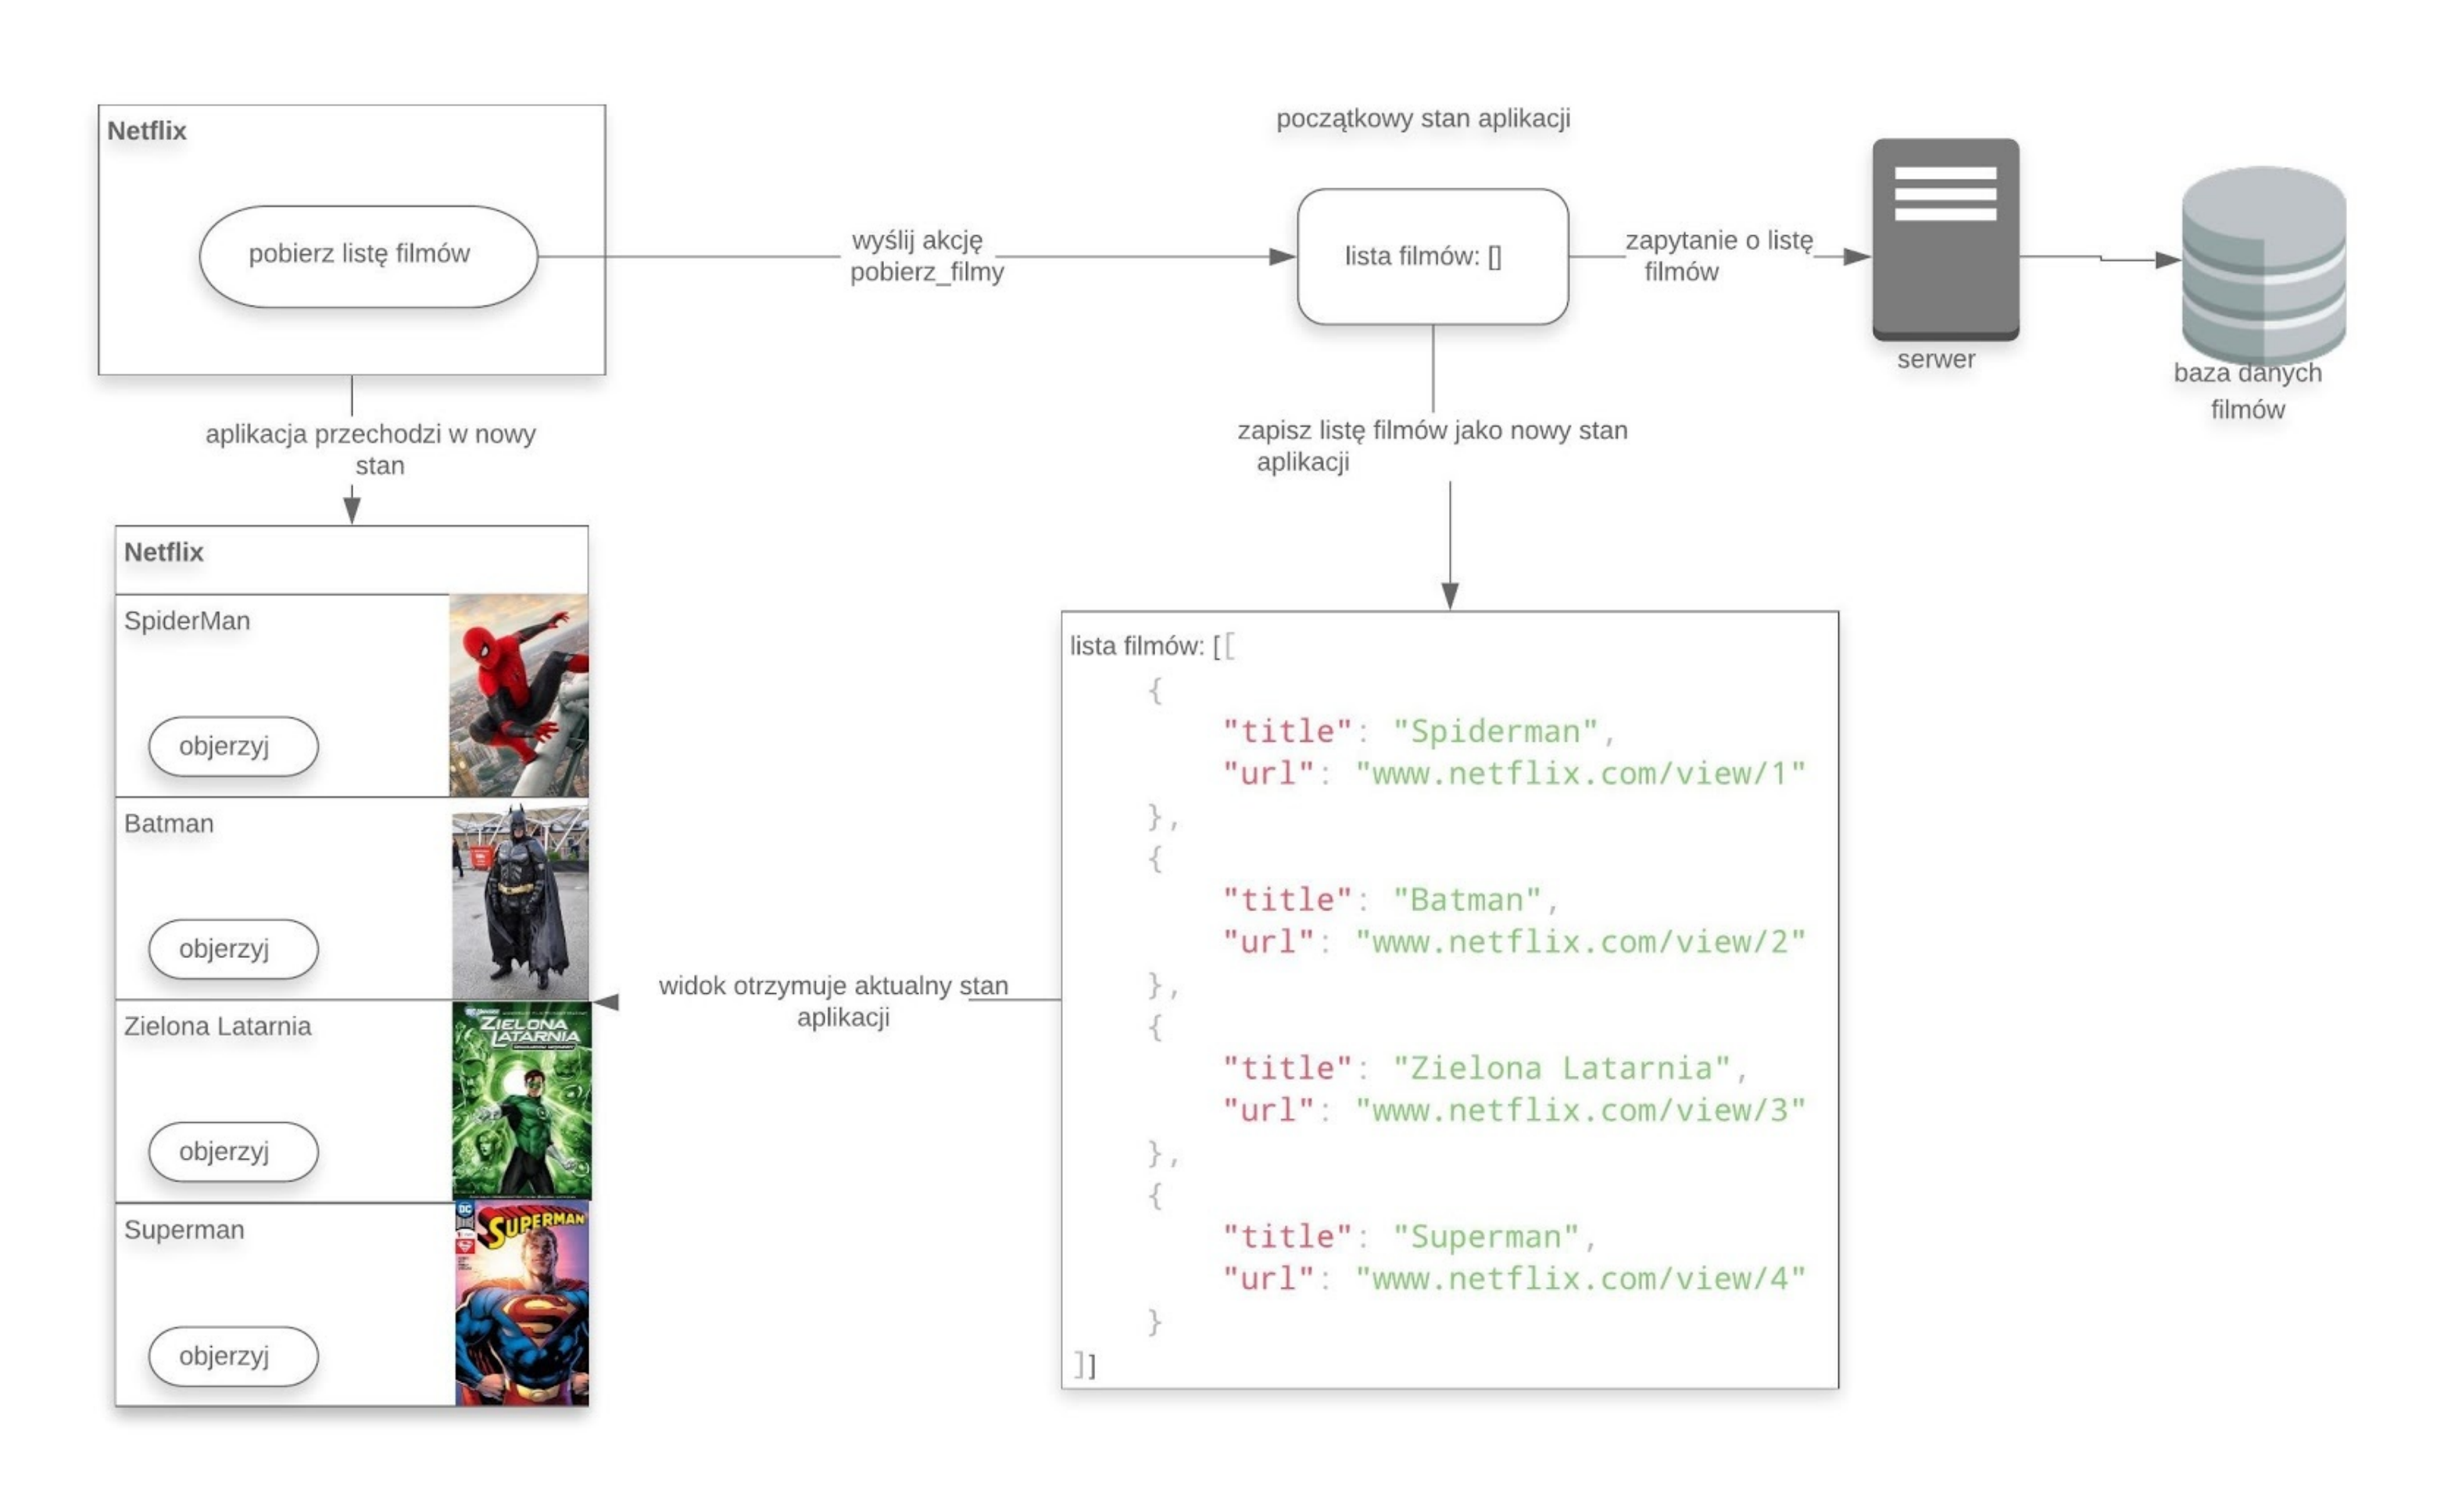 Netflix
pobierz listę filmów
wyślij akcję
pobierz_filmy
początkowy stan aplikacji
lista filmów: []
zapytanie o listę
filmów
serwer
baza danych
filmów
aplikacja przechodzi w nowy
stan
zapisz listę filmów jako nowy stan
aplikacji
Netflix
SpiderMan
objerzyj
Batman
objerzyj
Zielona Latarnia
objerzyj
ZIELONA
LATARNIA
Superman
objerzyj
DC
SUPERMAN
widok otrzymuje aktualny stan
aplikacji
lista filmów: [[
{
"title": "Spiderman",
"url": "www.netflix.com/view/1"
},
{
"title": "Batman",
"url": "www.netflix.com/view/2"
},
{
"title": "Zielona Latarnia",
"url": "www.netflix.com/view/3"
},
{
"title": "Superman",
"url": "www.netflix.com/view/4"
}
]]